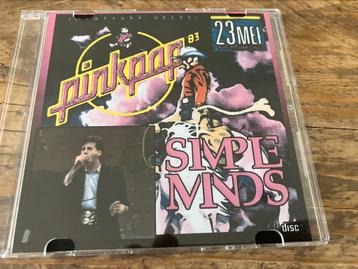 pinkpop
83
23 MEI
SIMPLE
MINDS
disc